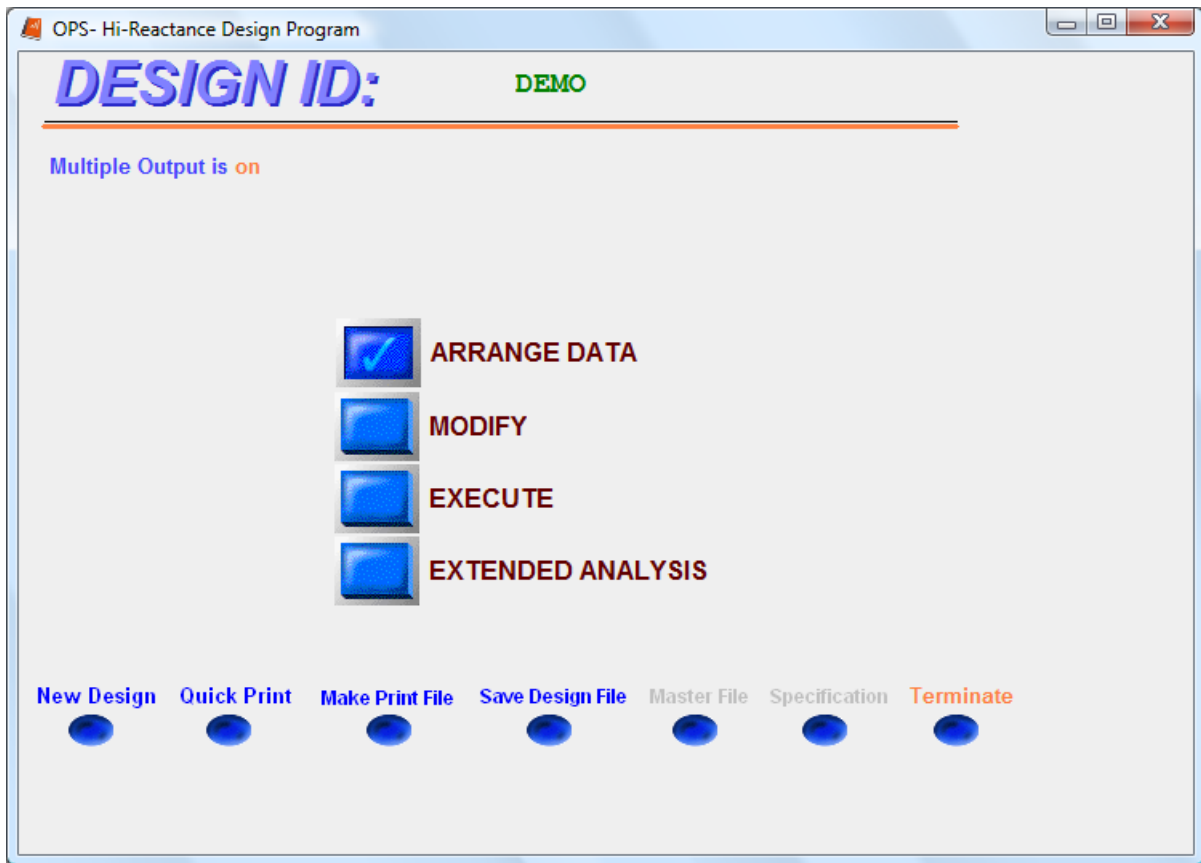 OPS- Hi-Reactance Design Program
DESIGN ID: DEMO
Multiple Output is on
ARRANGE DATA
MODIFY
EXECUTE
EXTENDED ANALYSIS
New Design Quick Print Make Print File Save Design File Master File Specification Terminate